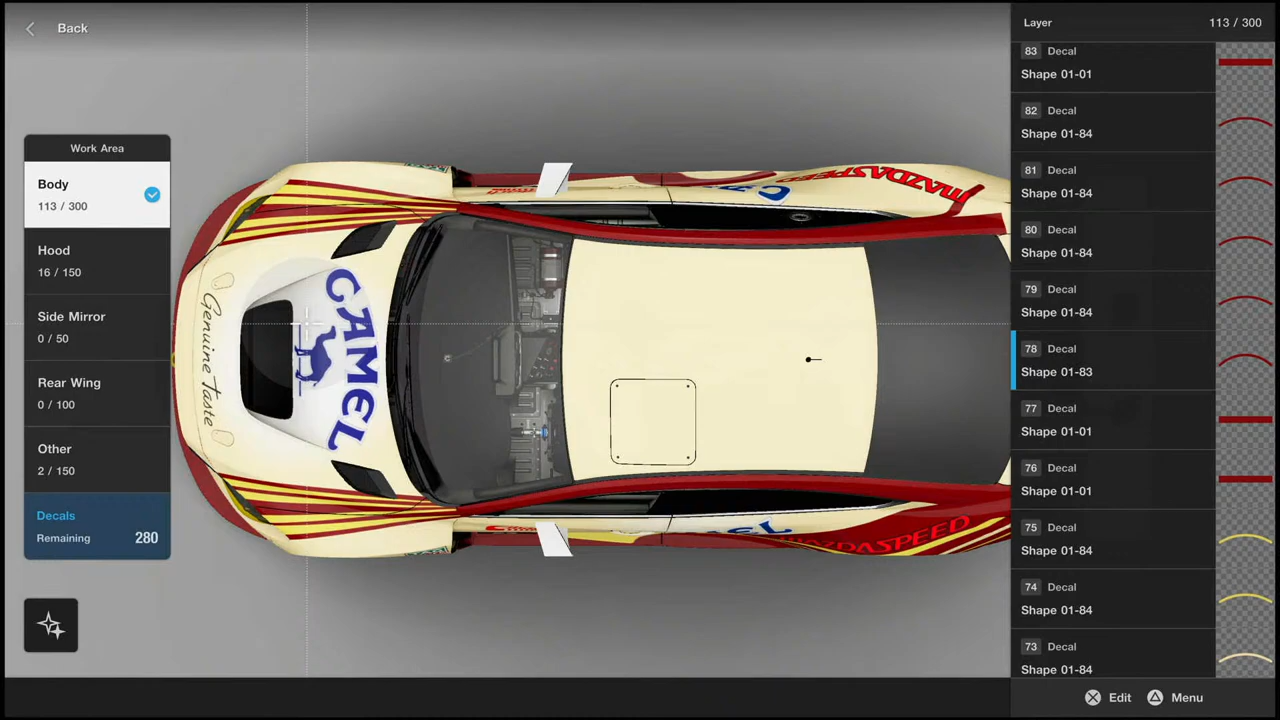 Back
Layer
113 / 300
Work Area
Body
113 / 300
Hood
16 / 150
Side Mirror
0 / 50
Rear Wing
0 / 100
Other
2 / 150
Decals
Remaining 280
Genuine Taste
CAMEL
MAZDASPEED
MAZDASPEED
83 Decal
Shape 01-01
82 Decal
Shape 01-84
81 Decal
Shape 01-84
80 Decal
Shape 01-84
79 Decal
Shape 01-84
78 Decal
Shape 01-83
77 Decal
Shape 01-01
76 Decal
Shape 01-01
75 Decal
Shape 01-84
74 Decal
Shape 01-84
73 Decal
Shape 01-84
Edit
Menu